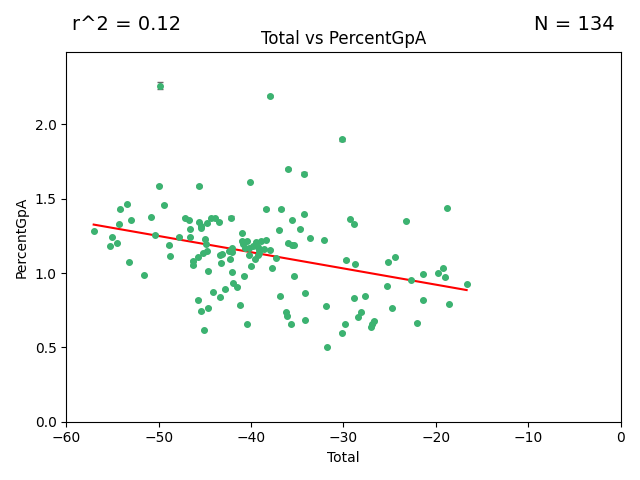 r^2 = 0.12
N = 134
Total vs PercentGpA
PercentGpA
2.0
1.5
1.0
0.5
0.0
−60
−50
−40
−30
−20
−10
0
Total